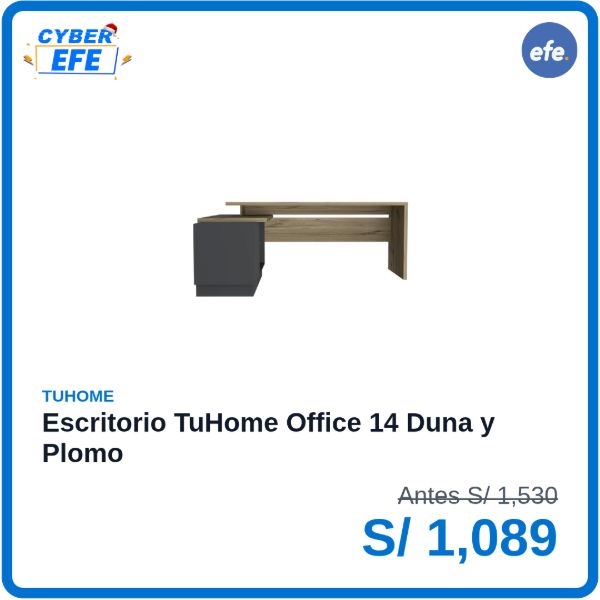 CYBER
EFE
efe.
TUHOME
Escritorio TuHome Office 14 Duna y
Plomo
Antes S/ 1,530
S/ 1,089